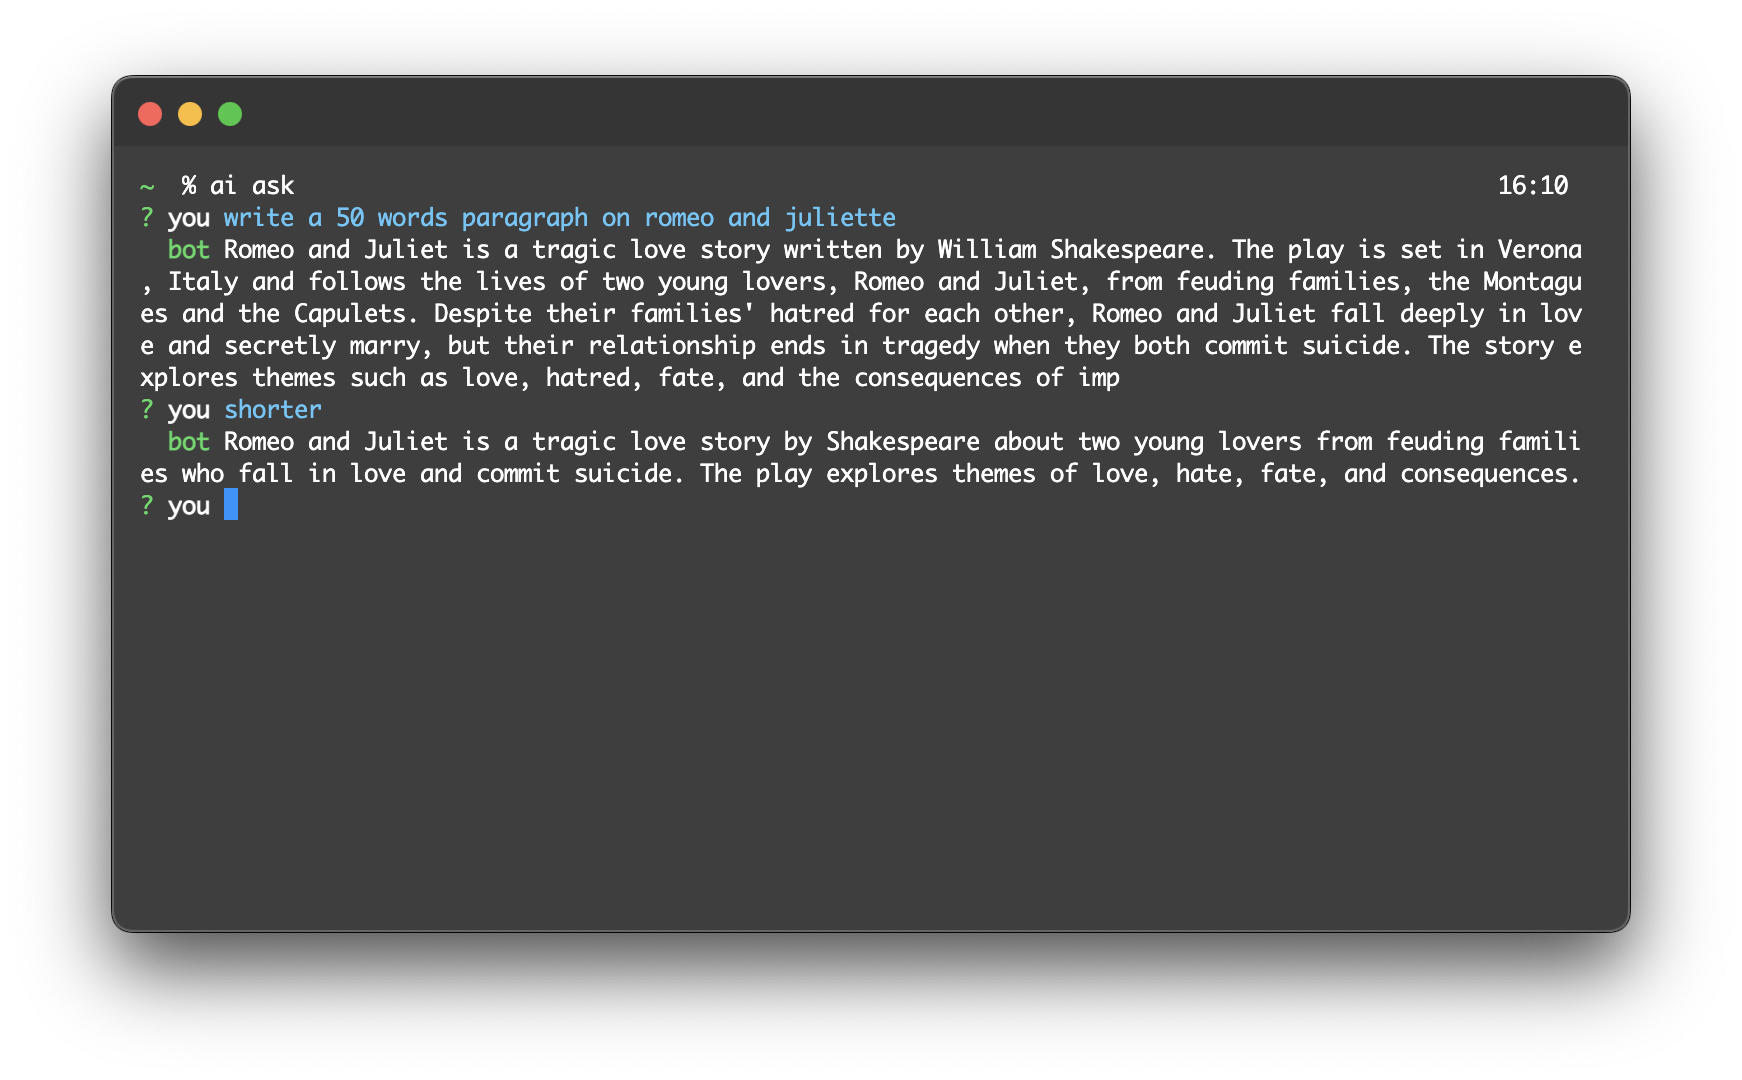 ~ % ai ask 16:10
? you write a 50 words paragraph on romeo and juliette
bot Romeo and Juliet is a tragic love story written by William Shakespeare. The play is set in Verona
, Italy and follows the lives of two young lovers, Romeo and Juliet, from feuding families, the Montagu
es and the Capulets. Despite their families' hatred for each other, Romeo and Juliet fall deeply in lov
e and secretly marry, but their relationship ends in tragedy when they both commit suicide. The story e
xplores themes such as love, hatred, fate, and the consequences of imp
? you shorter
bot Romeo and Juliet is a tragic love story by Shakespeare about two young lovers from feuding famili
es who fall in love and commit suicide. The play explores themes of love, hate, fate, and consequences.
? you